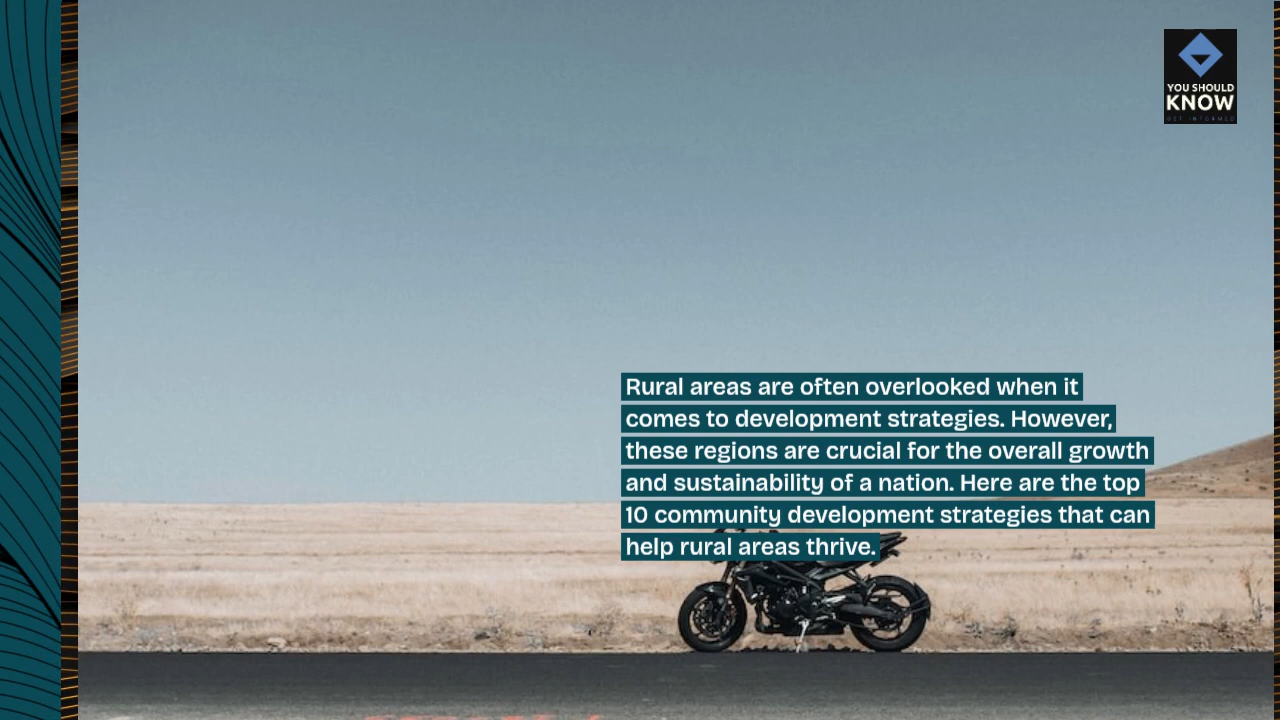 YOU SHOULD
KNOW
GET INFORMED
Rural areas are often overlooked when it
comes to development strategies. However,
these regions are crucial for the overall growth
and sustainability of a nation. Here are the top
10 community development strategies that can
help rural areas thrive.